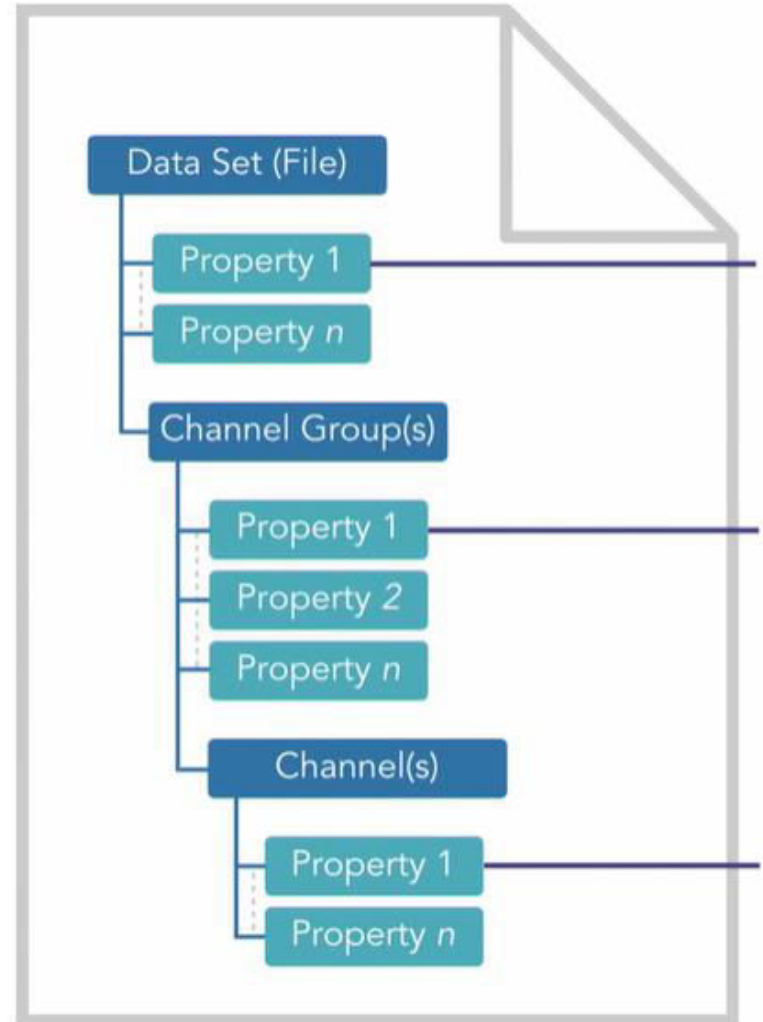 Data Set (File)
Property 1
Property n
Channel Group(s)
Property 1
Property 2
Property n
Channel(s)
Property 1
Property n